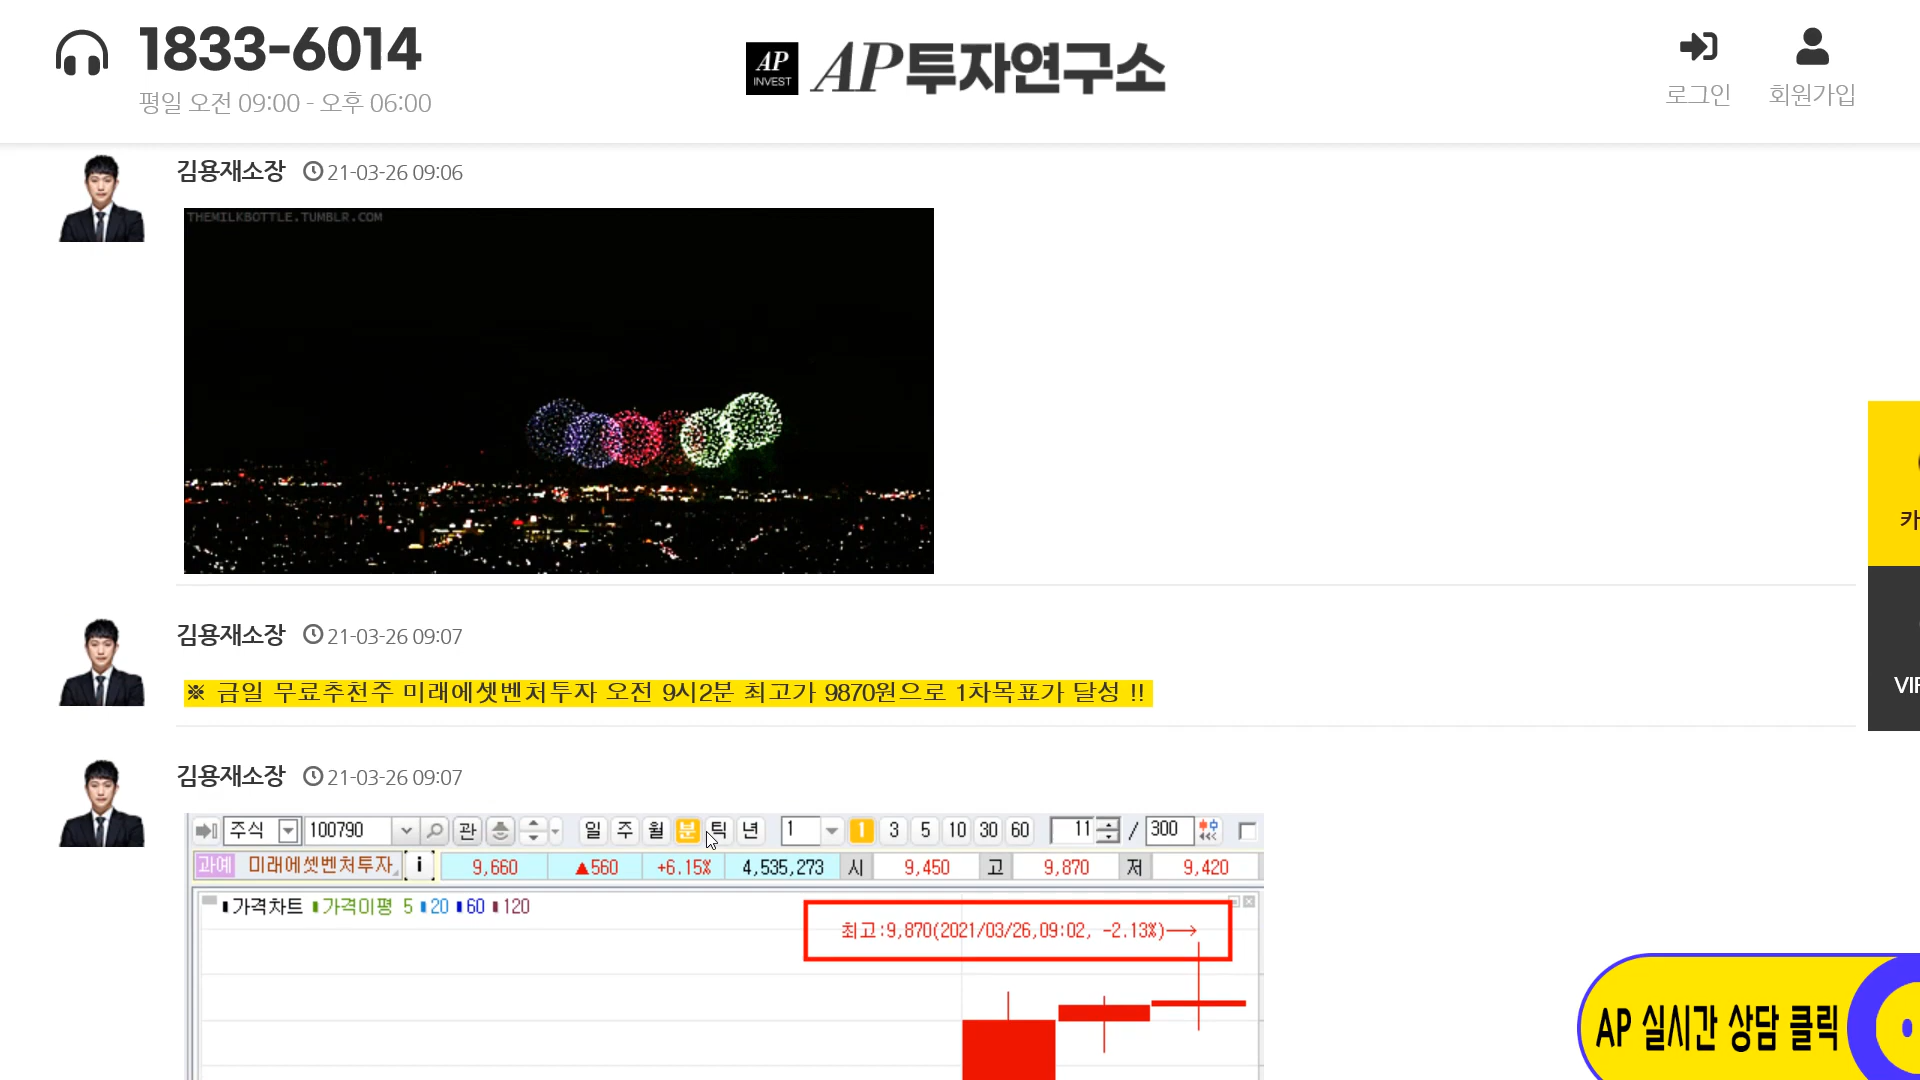 1833-6014
평일 오전 09:00 - 오후 06:00
AP
INVEST
AP투자연구소
로그인
회원가입
김용재소장 21-03-26 09:06
THEMILKBOTTLE.TUMBLR.COM
김용재소장 21-03-26 09:07
※ 금일 무료추천주 미래에셋벤처투자 오전 9시2분 최고가 9870원으로 1차목표가 달성 !!
김용재소장 21-03-26 09:07
주식 100790 관 일 주 월 분 틱 년 1 1 3 5 10 30 60 11 / 300
과예 미래에셋벤처투자 i 9,660 ▲560 +6.15% 4,535,273 시 9,450 고 9,870 저 9,420
가격차트 가격이평 5 20 60 120
최고:9,870(2021/03/26,09:02, -2.13%)→
카
VIP
AP 실시간 상담 클릭